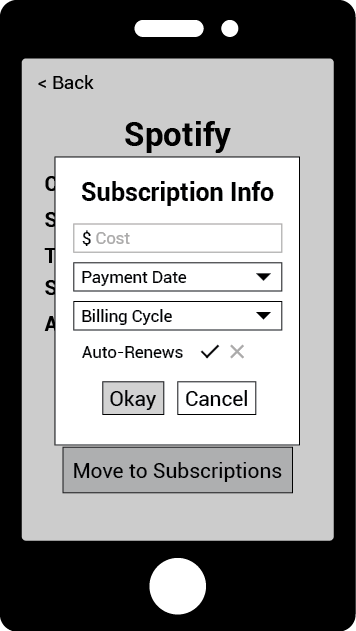 < Back
Spotify
Subscription Info
$ Cost
Payment Date
Billing Cycle
Auto-Renews
Okay Cancel
Move to Subscriptions